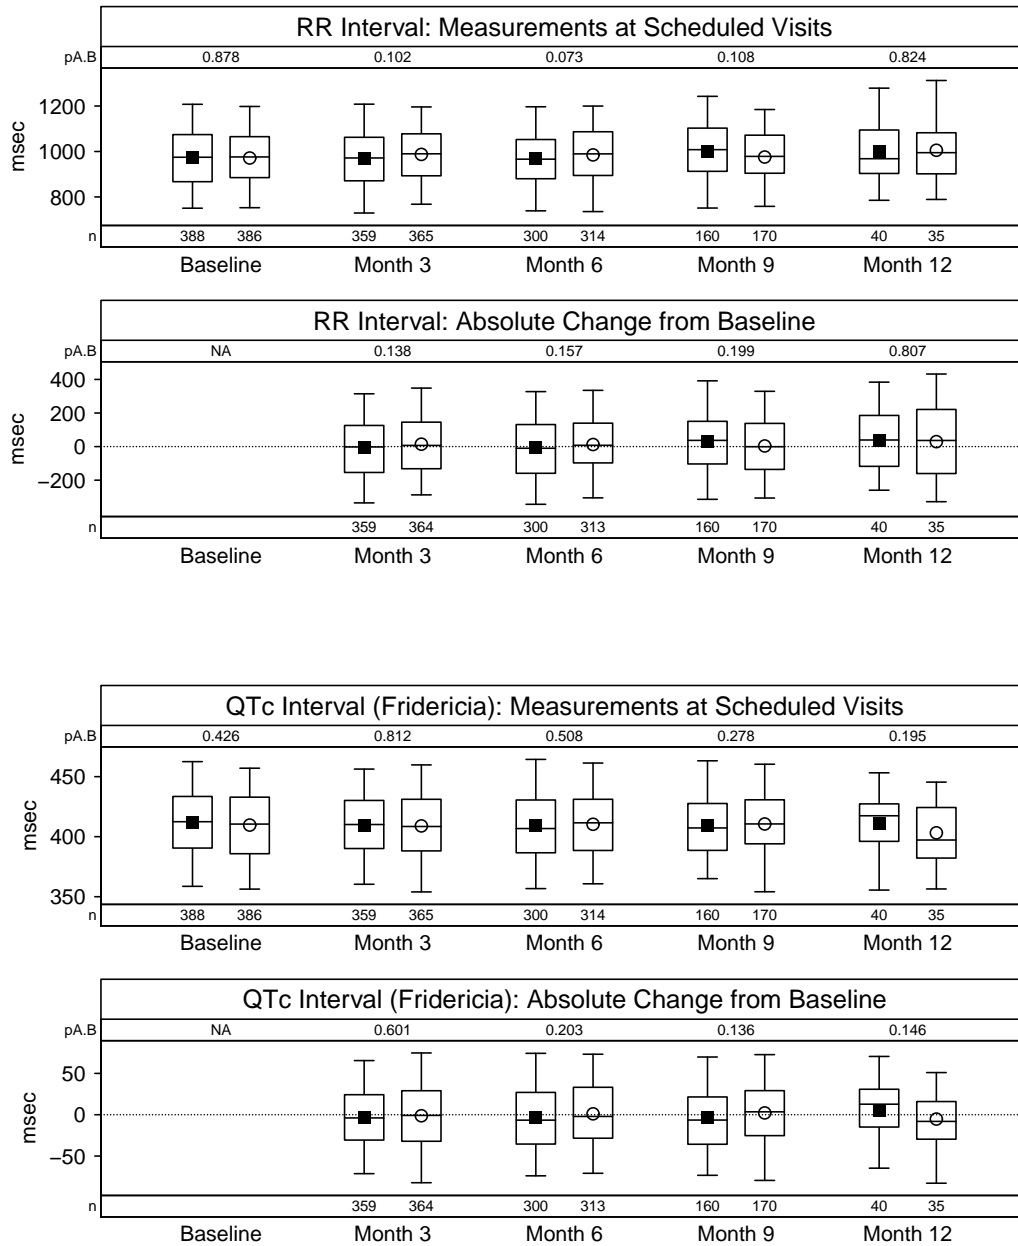 RR Interval: Measurements at Scheduled Visits
pA.B 0.878 0.102 0.073 0.108 0.824
msec
1200
1000
800
n 388 386 359 365 300 314 160 170 40 35
Baseline Month 3 Month 6 Month 9 Month 12
RR Interval: Absolute Change from Baseline
pA.B NA 0.138 0.157 0.199 0.807
msec
400
200
0
−200
n 359 364 300 313 160 170 40 35
Baseline Month 3 Month 6 Month 9 Month 12
QTc Interval (Fridericia): Measurements at Scheduled Visits
pA.B 0.426 0.812 0.508 0.278 0.195
msec
450
400
350
n 388 386 359 365 300 314 160 170 40 35
Baseline Month 3 Month 6 Month 9 Month 12
QTc Interval (Fridericia): Absolute Change from Baseline
pA.B NA 0.601 0.203 0.136 0.146
msec
50
0
−50
n 359 364 300 313 160 170 40 35
Baseline Month 3 Month 6 Month 9 Month 12